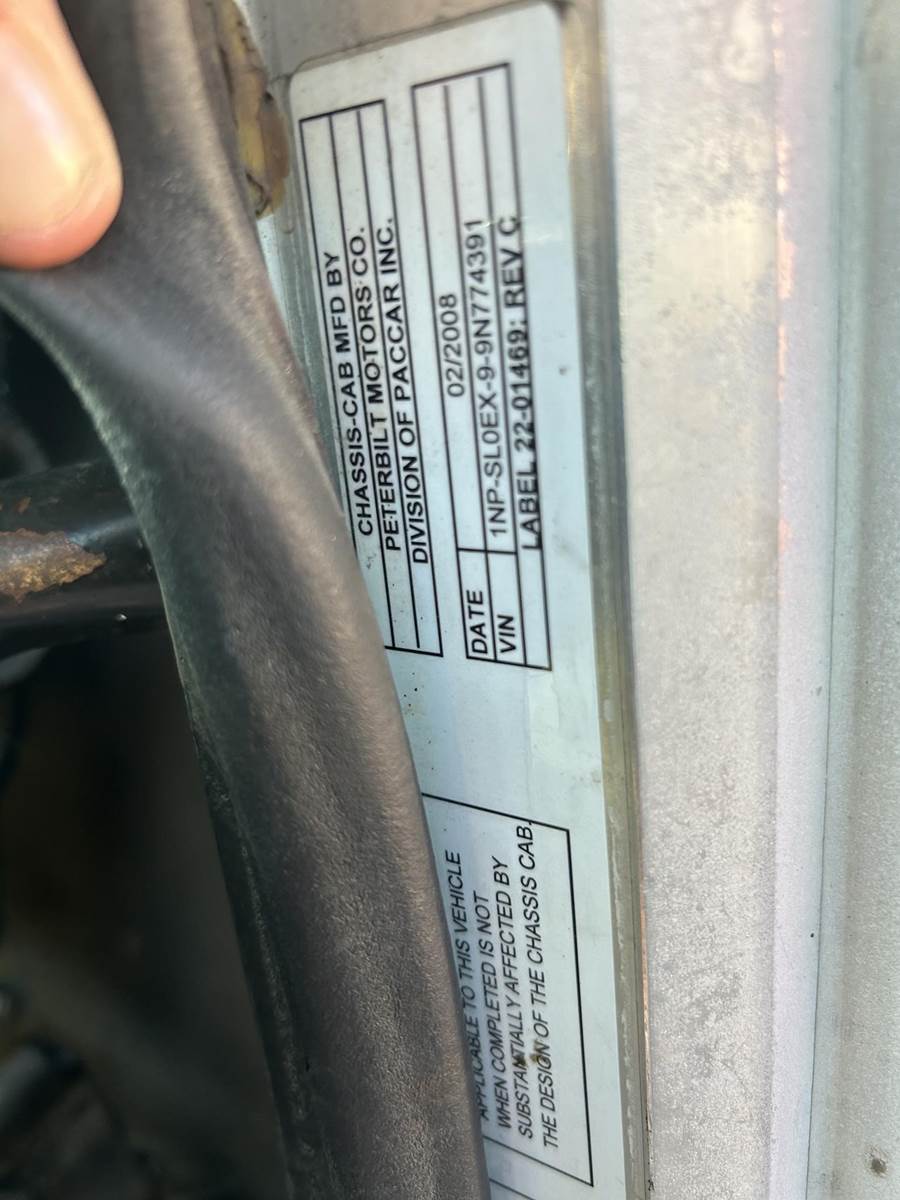 CHASSIS-CAB MFD BY
PETERBILT MOTORS CO.
DIVISION OF PACCAR INC.
DATE 02/2008
VIN 1NP-SL0EX-9-9N774391
LABEL 22-01469: REV C
APPLICABLE TO THIS VEHICLE
WHEN COMPLETED IS NOT
SUBSTANTIALLY AFFECTED BY
THE DESIGN OF THE CHASSIS CAB.